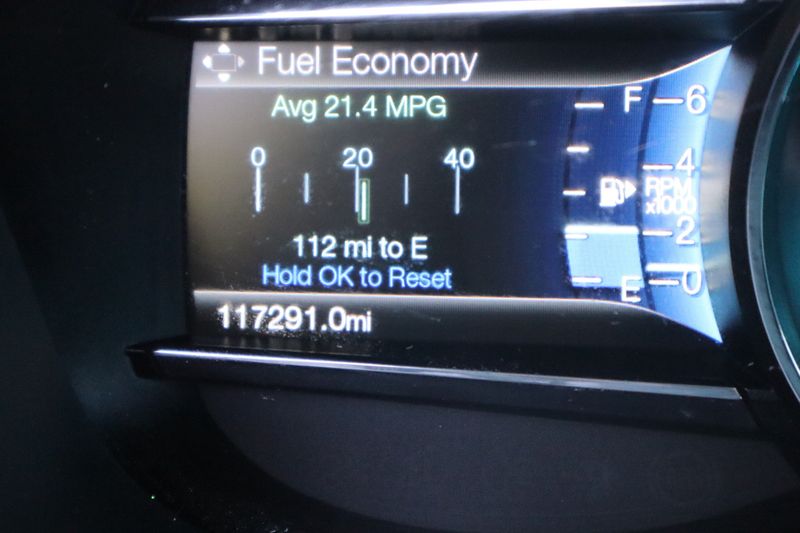 Fuel Economy
Avg 21.4 MPG
0 20 40
112 mi to E
Hold OK to Reset
117291.0mi
F
E
6
4
RPM
x1000
2
0